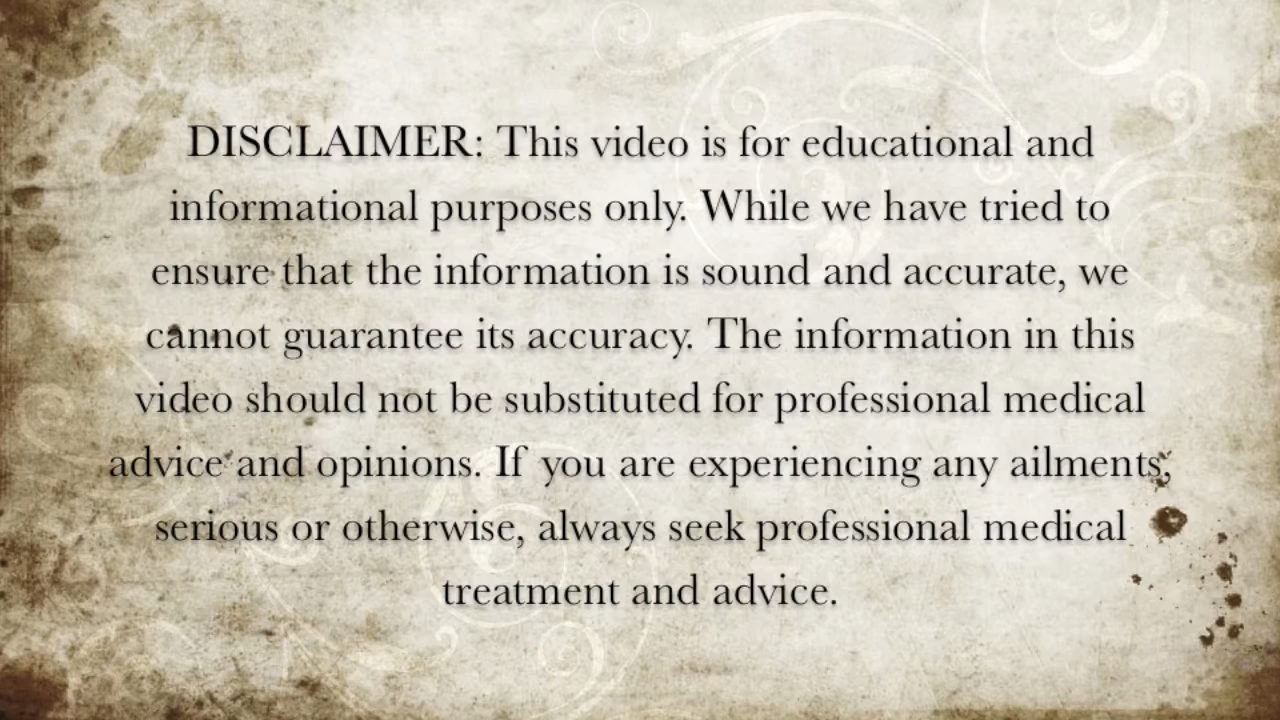 DISCLAIMER: This video is for educational and
informational purposes only. While we have tried to
ensure that the information is sound and accurate, we
cannot guarantee its accuracy. The information in this
video should not be substituted for professional medical
advice and opinions. If you are experiencing any ailments,
serious or otherwise, always seek professional medical
treatment and advice.